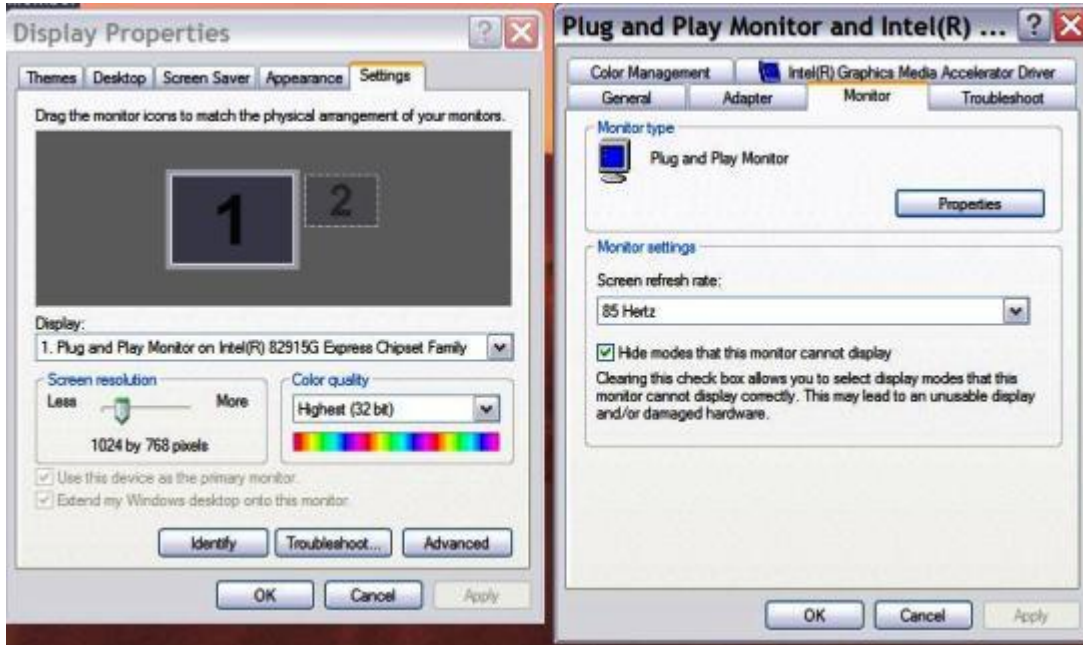 Display Properties
Themes Desktop Screen Saver Appearance Settings
Drag the monitor icons to match the physical arrangement of your monitors.
1
2
Display:
1. Plug and Play Monitor on Intel(R) 82915G Express Chipset Family
Screen resolution
Less More
1024 by 768 pixels
Color quality
Highest (32 bit)
Use this device as the primary monitor.
Extend my Windows desktop onto this monitor.
Identify Troubleshoot... Advanced
OK Cancel Apply
Plug and Play Monitor and Intel(R) ...
Color Management Intel(R) Graphics Media Accelerator Driver
General Adapter Monitor Troubleshoot
Monitor type
Plug and Play Monitor
Properties
Monitor settings
Screen refresh rate:
85 Hertz
Hide modes that this monitor cannot display
Clearing this check box allows you to select display modes that this
monitor cannot display correctly. This may lead to an unusable display
and/or damaged hardware.
OK Cancel Apply